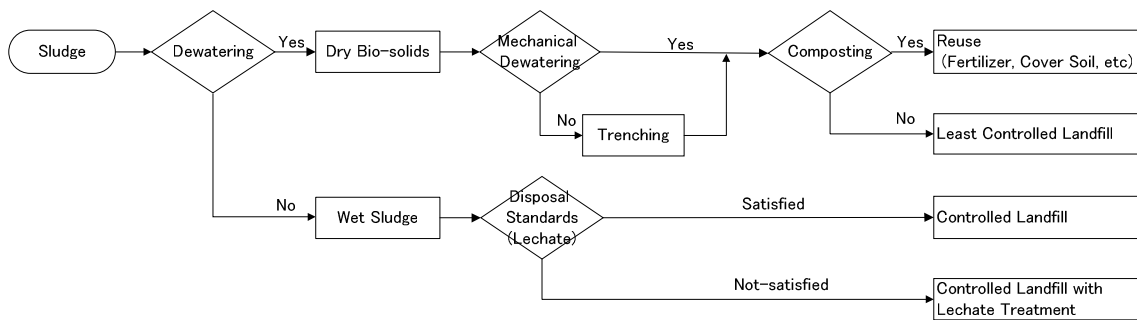 Sludge
Dewatering
Yes
Dry Bio-solids
Mechanical
Dewatering
Yes
Composting
Yes
Reuse
(Fertilizer, Cover Soil, etc)
No
Trenching
No
Least Controlled Landfill
No
Wet Sludge
Disposal
Standards
(Lechate)
Satisfied
Controlled Landfill
Not-satisfied
Controlled Landfill with
Lechate Treatment